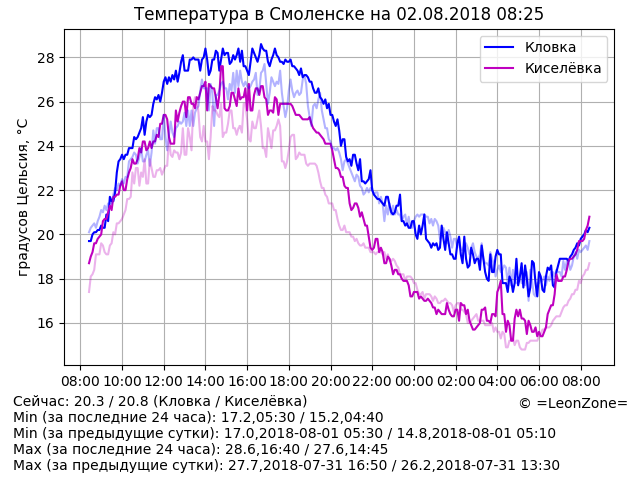 Температура в Смоленске на 02.08.2018 08:25
градусов Цельсия, °C
28
26
24
22
20
18
16
Кловка
Киселёвка
08:00 10:00 12:00 14:00 16:00 18:00 20:00 22:00 00:00 02:00 04:00 06:00 08:00
Сейчас: 20.3 / 20.8 (Кловка / Киселёвка)
© =LeonZone=
Min (за последние 24 часа): 17.2,05:30 / 15.2,04:40
Min (за предыдущие сутки): 17.0,2018-08-01 05:30 / 14.8,2018-08-01 05:10
Max (за последние 24 часа): 28.6,16:40 / 27.6,14:45
Max (за предыдущие сутки): 27.7,2018-07-31 16:50 / 26.2,2018-07-31 13:30